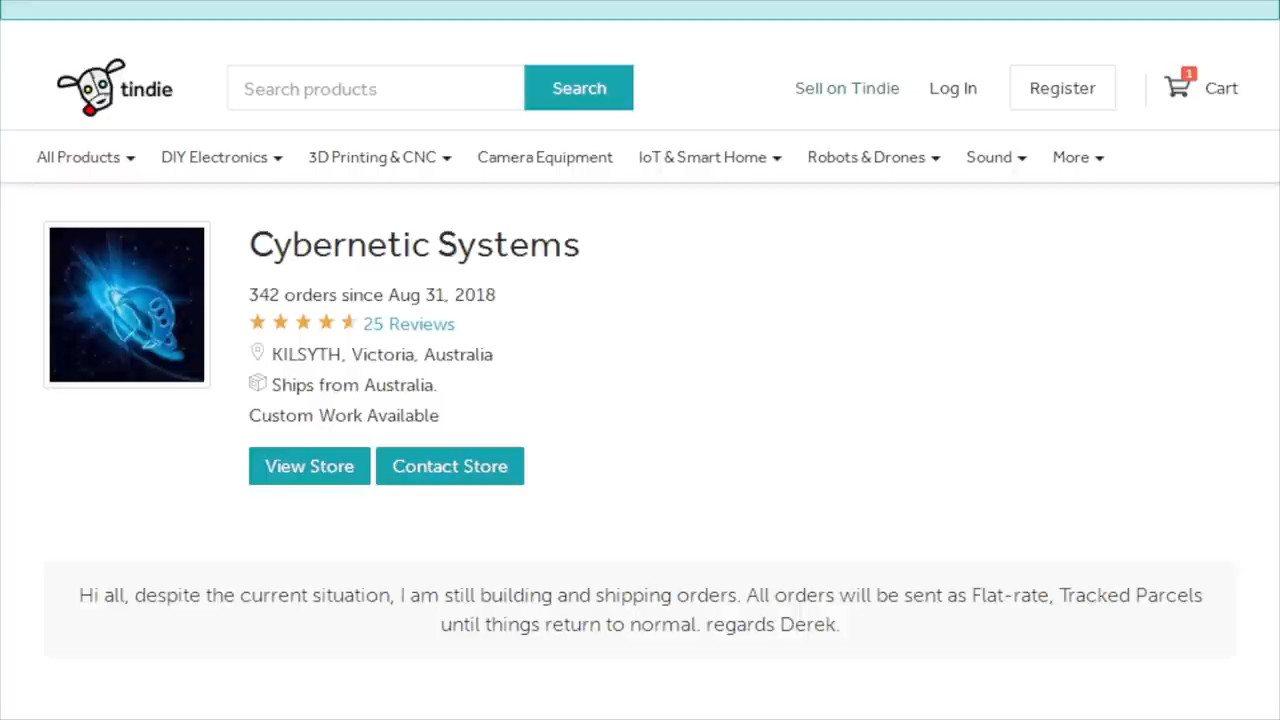 tindie
Search products
Search
Sell on Tindie
Log In
Register
1
Cart
All Products
DIY Electronics
3D Printing & CNC
Camera Equipment
IoT & Smart Home
Robots & Drones
Sound
More
Cybernetic Systems
342 orders since Aug 31, 2018
25 Reviews
KILSYTH, Victoria, Australia
Ships from Australia.
Custom Work Available
View Store
Contact Store
Hi all, despite the current situation, I am still building and shipping orders. All orders will be sent as Flat-rate, Tracked Parcels
until things return to normal. regards Derek.